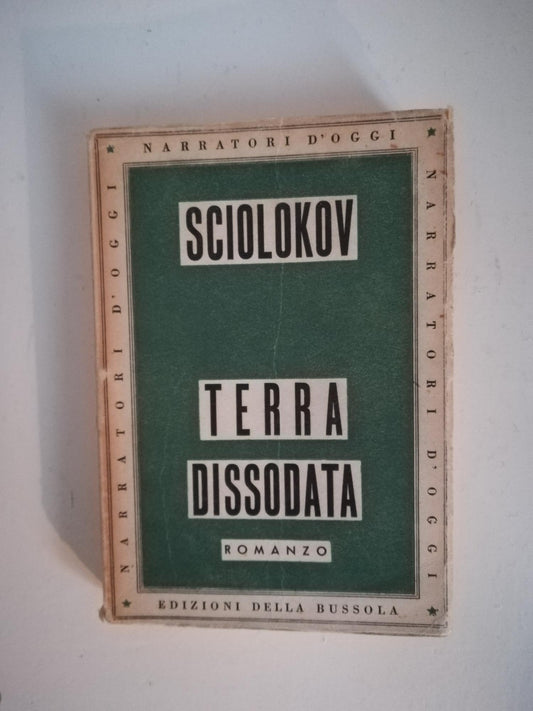 NARRATORI D'OGGI
NARRATORI D'OGGI
NARRATORI D'OGGI
SCIOLOKOV
TERRA
DISSODATA
ROMANZO
EDIZIONI DELLA BUSSOLA